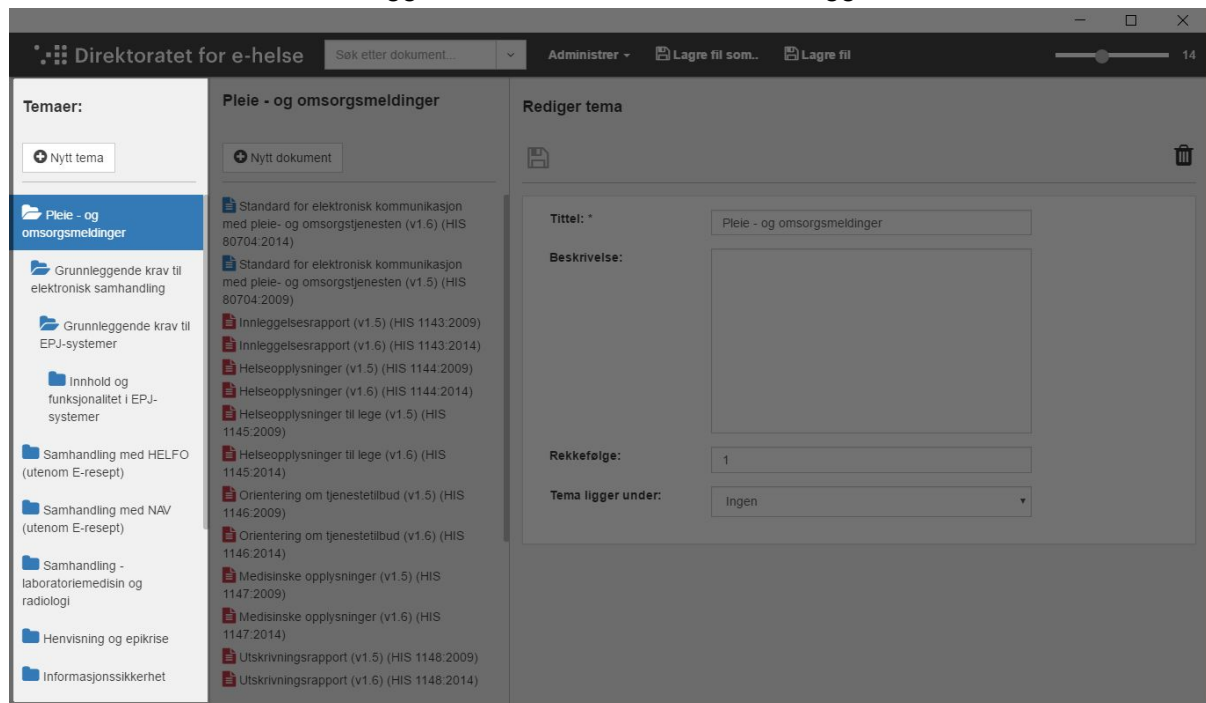 Direktoratet for e-helse
Søk etter dokument...
Administrer
Lagre fil som..
Lagre fil
14
Temaer:
Nytt tema
Pleie - og
omsorgsmeldinger
Grunnleggende krav til
elektronisk samhandling
Grunnleggende krav til
EPJ-systemer
Innhold og
funksjonalitet i EPJ-
systemer
Samhandling med HELFO
(utenom E-resept)
Samhandling med NAV
(utenom E-resept)
Samhandling -
laboratoriemedisin og
radiologi
Henvisning og epikrise
Informasjonssikkerhet
Pleie - og omsorgsmeldinger
Nytt dokument
Standard for elektronisk kommunikasjon
med pleie- og omsorgstjenesten (v1.6) (HIS
80704:2014)
Standard for elektronisk kommunikasjon
med pleie- og omsorgstjenesten (v1.5) (HIS
80704:2009)
Innleggelsesrapport (v1.5) (HIS 1143:2009)
Innleggelsesrapport (v1.6) (HIS 1143:2014)
Helseopplysninger (v1.5) (HIS 1144:2009)
Helseopplysninger (v1.6) (HIS 1144:2014)
Helseopplysninger til lege (v1.5) (HIS
1145:2009)
Helseopplysninger til lege (v1.6) (HIS
1145:2014)
Orientering om tjenestetilbud (v1.5) (HIS
1146:2009)
Orientering om tjenestetilbud (v1.6) (HIS
1146:2014)
Medisinske opplysninger (v1.5) (HIS
1147:2009)
Medisinske opplysninger (v1.6) (HIS
1147:2014)
Utskrivningsrapport (v1.5) (HIS 1148:2009)
Utskrivningsrapport (v1.6) (HIS 1148:2014)
Rediger tema
Tittel: *
Pleie - og omsorgsmeldinger
Beskrivelse:
Rekkefølge:
1
Tema ligger under:
Ingen